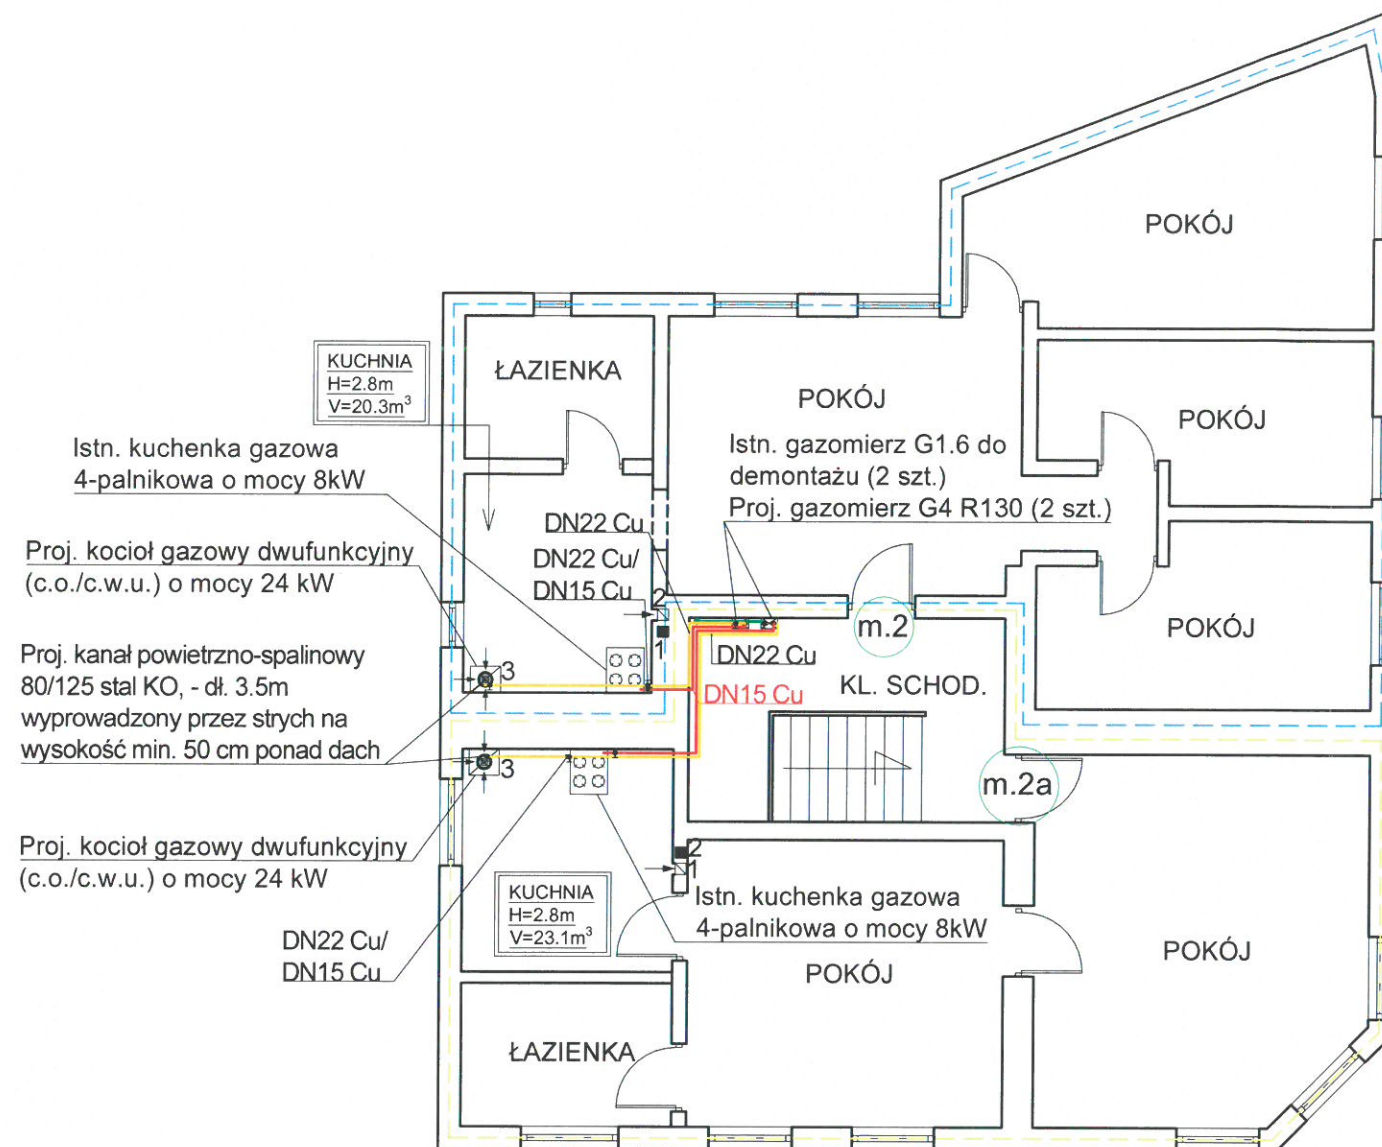 POKÓJ
KUCHNIA
H=2.8m
V=20.3m³
ŁAZIENKA
POKÓJ
POKÓJ
Istn. kuchenka gazowa
4-palnikowa o mocy 8kW
Istn. gazomierz G1.6 do
demontażu (2 szt.)
Proj. gazomierz G4 R130 (2 szt.)
DN22 Cu
DN22 Cu/
DN15 Cu
Proj. kocioł gazowy dwufunkcyjny
(c.o./c.w.u.) o mocy 24 kW
2
1
m.2
POKÓJ
DN22 Cu
KL. SCHOD.
DN15 Cu
3
Proj. kanał powietrzno-spalinowy
80/125 stal KO, - dł. 3.5m
wyprowadzony przez strych na
wysokość min. 50 cm ponad dach
3
m.2a
Proj. kocioł gazowy dwufunkcyjny
(c.o./c.w.u.) o mocy 24 kW
2
1
KUCHNIA
H=2.8m
V=23.1m³
Istn. kuchenka gazowa
4-palnikowa o mocy 8kW
DN22 Cu/
DN15 Cu
POKÓJ
POKÓJ
ŁAZIENKA